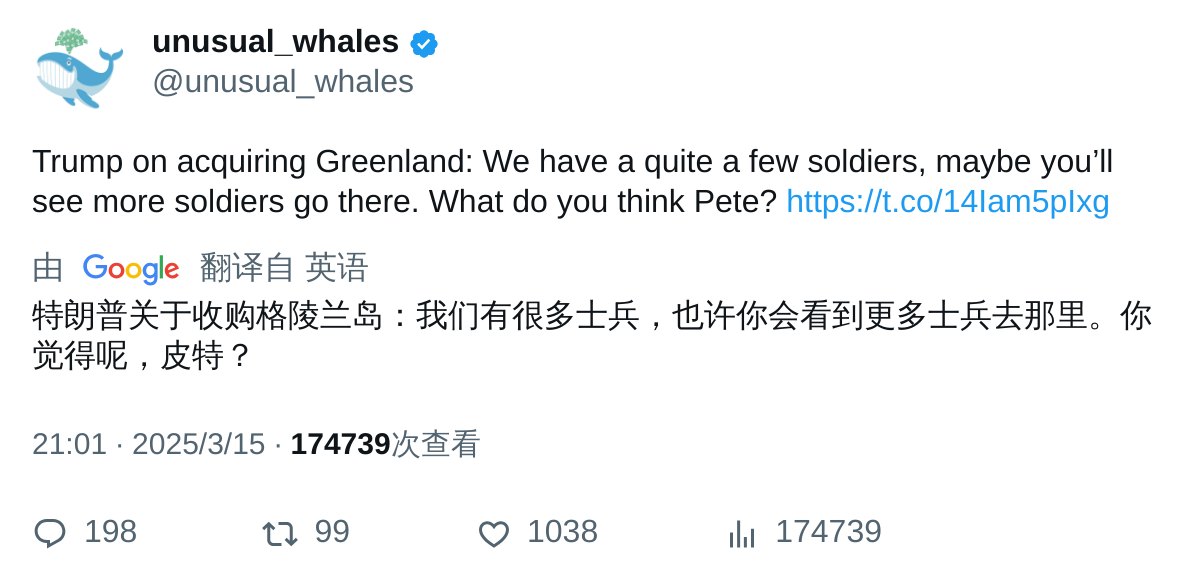 unusual_whales
@unusual_whales
Trump on acquiring Greenland: We have a quite a few soldiers, maybe you’ll
see more soldiers go there. What do you think Pete? https://t.co/14Iam5pIxg
由 Google 翻译自 英语
特朗普关于收购格陵兰岛：我们有很多士兵，也许你会看到更多士兵去那里。你
觉得呢，皮特？
21:01 · 2025/3/15 · 174739次查看
198 99 1038 174739